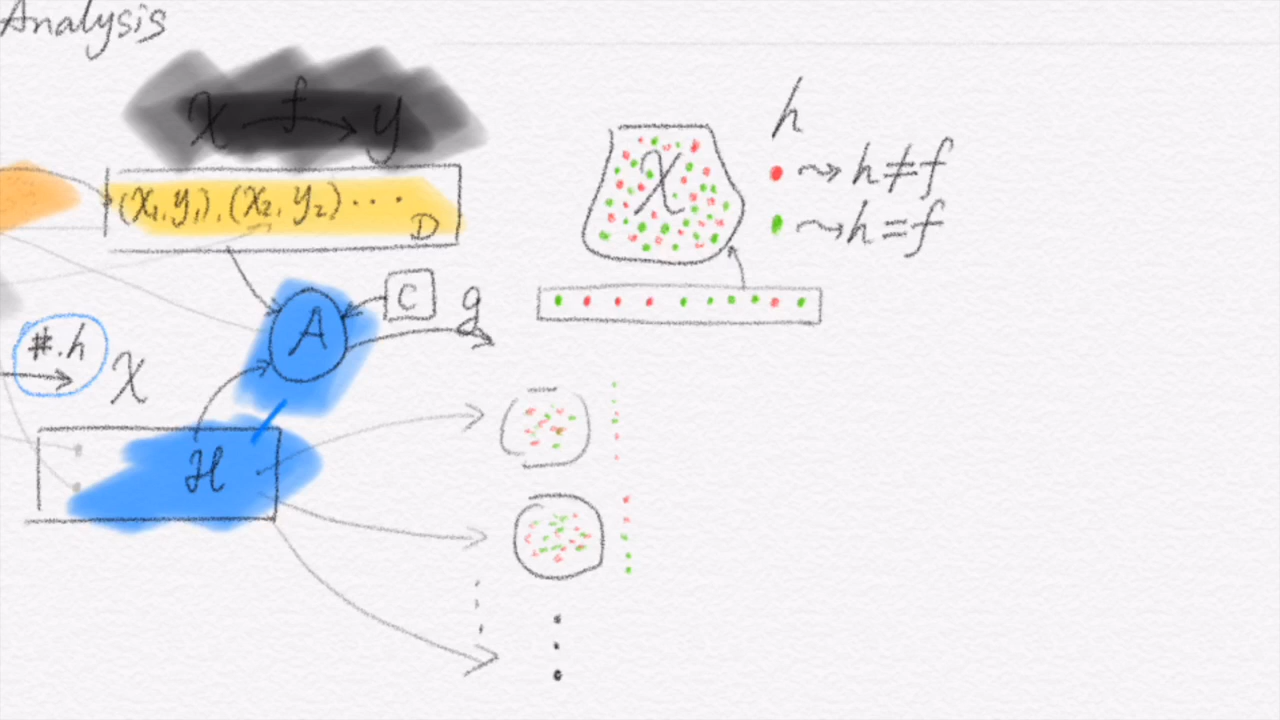 Analysis
X f y
h
(x₁,y₁),(x₂,y₂)···
D
X
h≠f
h=f
C
g
A
#.h
X
H